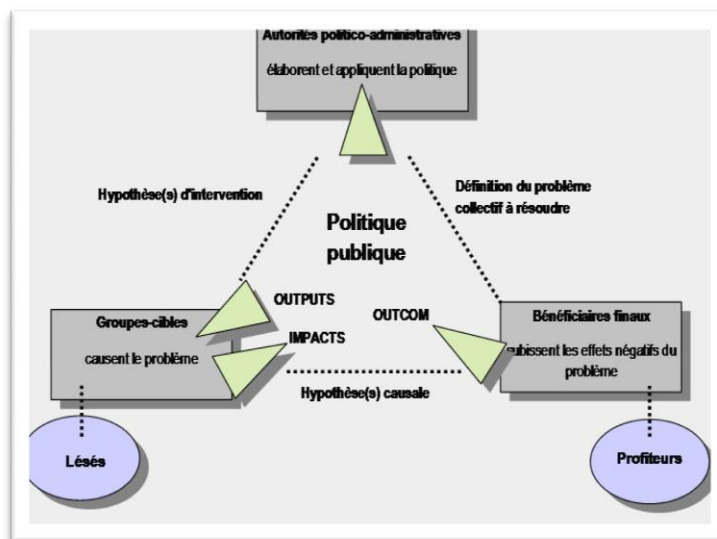 Autorités politico-administratives
élaborent et appliquent la politique
Hypothèse(s) d'intervention
Définition du problème
collectif à résoudre
Politique
publique
OUTPUTS
IMPACTS
OUTCOM
Groupes-cibles
causent le problème
Bénéficiaires finaux
subissent les effets négatifs du
problème
Hypothèse(s) causale
Lésés
Profiteurs